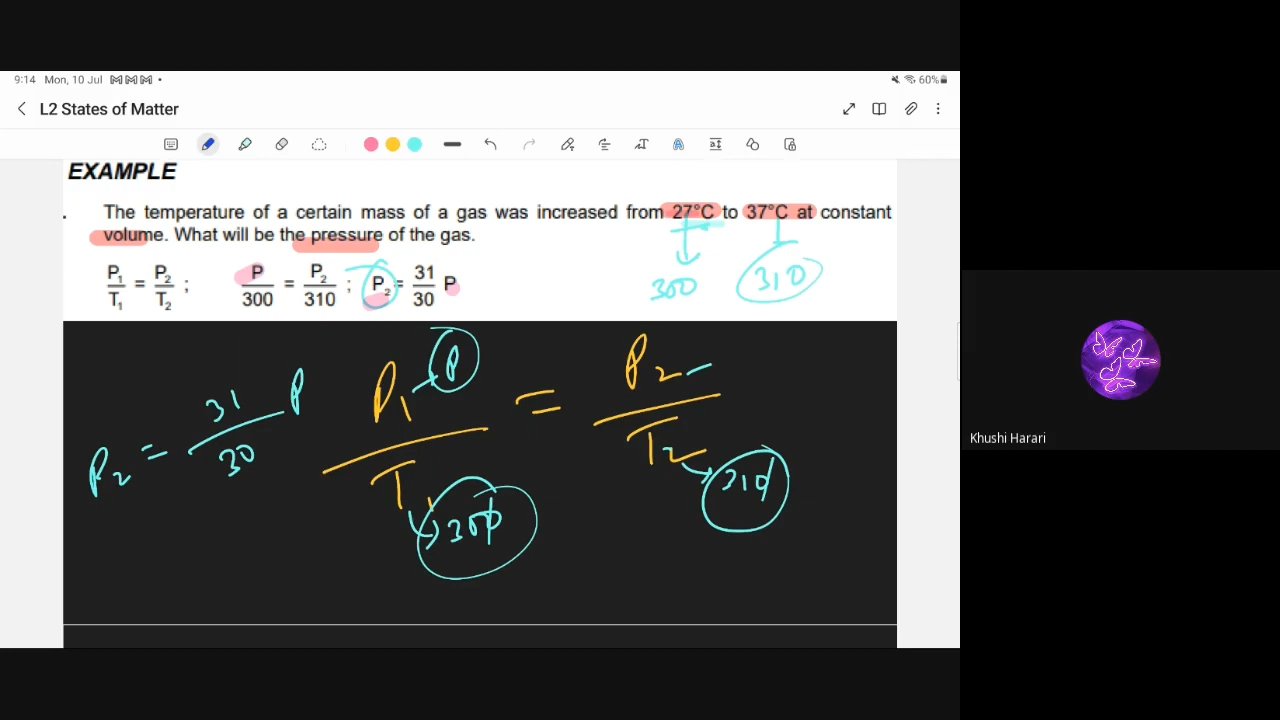 9:14 Mon, 10 Jul 60%
L2 States of Matter
EXAMPLE
. The temperature of a certain mass of a gas was increased from 27°C to 37°C at constant
volume. What will be the pressure of the gas.
P₁/T₁ = P₂/T₂ ; P/300 = P₂/310 ; P₂ = 31/30 P
300 310
P₂ = 31/30 P
P₁ P = P₂
T₁ 300 T₂ 310
Khushi Harari